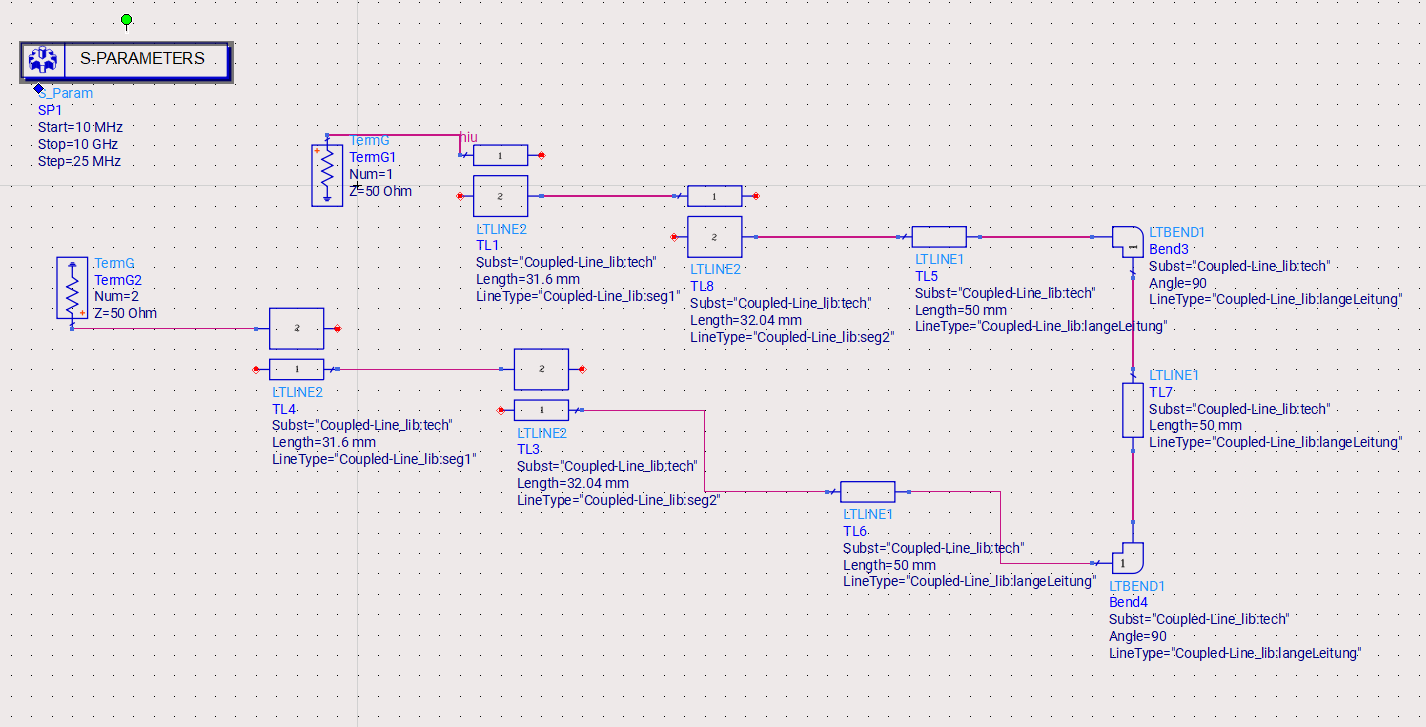 S-PARAMETERS
S_Param
SP1
Start=10 MHz
Stop=10 GHz
Step=25 MHz
hiu
TermG
TermG1
Num=1
Z=50 Ohm
1
2
LTLINE2
TL1
Subst="Coupled-Line_lib:tech"
Length=31.6 mm
LineType="Coupled-Line_lib:seg1"
1
2
LTLINE2
TL8
Subst="Coupled-Line_lib:tech"
Length=32.04 mm
LineType="Coupled-Line_lib:seg2"
LTLINE1
TL5
Subst="Coupled-Line_lib:tech"
Length=50 mm
LineType="Coupled-Line_lib:langeLeitung"
1
LTBEND1
Bend3
Subst="Coupled-Line_lib:tech"
Angle=90
LineType="Coupled-Line_lib:langeLeitung"
TermG
TermG2
Num=2
Z=50 Ohm
2
1
LTLINE2
TL4
Subst="Coupled-Line_lib:tech"
Length=31.6 mm
LineType="Coupled-Line_lib:seg1"
2
1
LTLINE2
TL3
Subst="Coupled-Line_lib:tech"
Length=32.04 mm
LineType="Coupled-Line_lib:seg2"
LTLINE1
TL7
Subst="Coupled-Line_lib:tech"
Length=50 mm
LineType="Coupled-Line_lib:langeLeitung"
LTLINE1
TL6
Subst="Coupled-Line_lib:tech"
Length=50 mm
LineType="Coupled-Line_lib:langeLeitung"
1
LTBEND1
Bend4
Subst="Coupled-Line_lib:tech"
Angle=90
LineType="Coupled-Line_lib:langeLeitung"